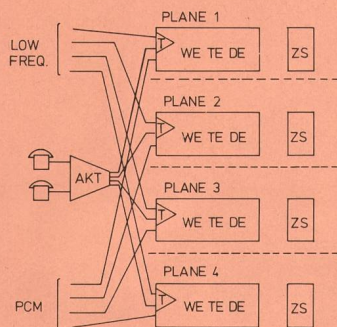 PLANE 1
LOW
FREQ.
T
WE TE DE
ZS
PLANE 2
T
WE TE DE
ZS
AKT
PLANE 3
T
WE TE DE
ZS
PLANE 4
PCM
T
WE TE DE
ZS